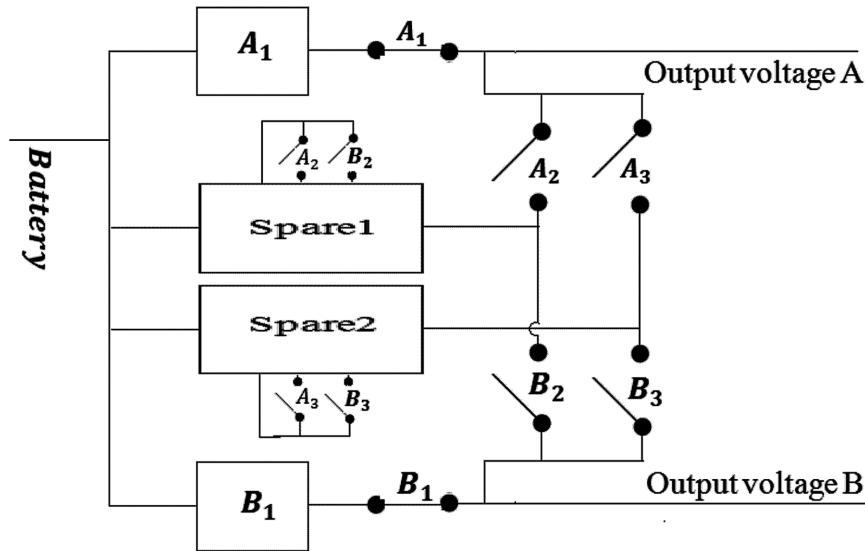 A₁
A₁
Output voltage A
Battery
A₂
B₂
A₂
A₃
Spare1
Spare2
A₃
B₃
B₂
B₃
B₁
B₁
Output voltage B